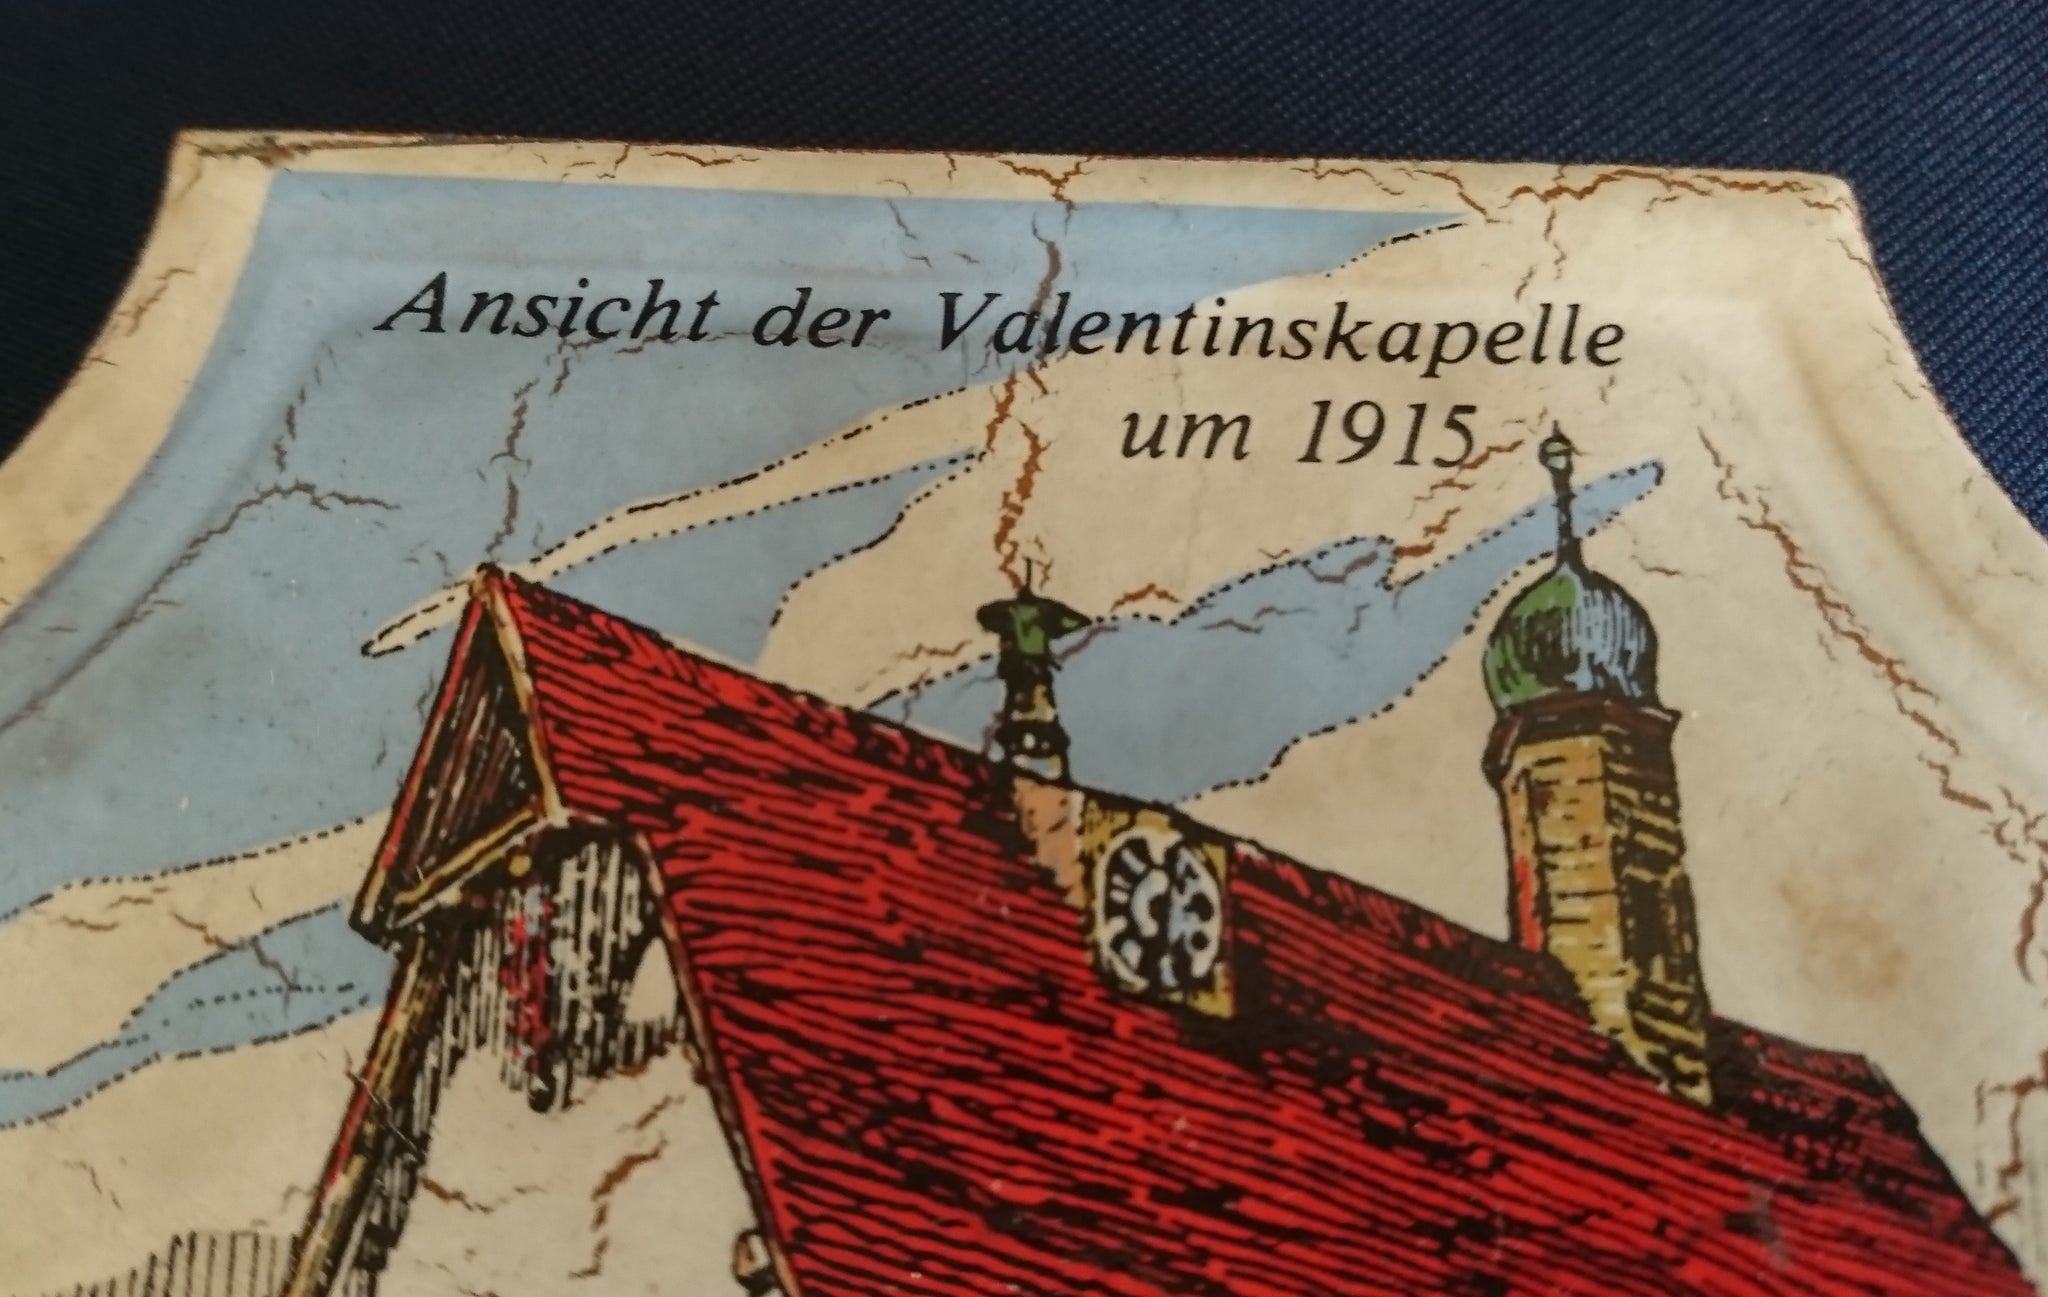 Ansicht der Valentinskapelle
um 1915